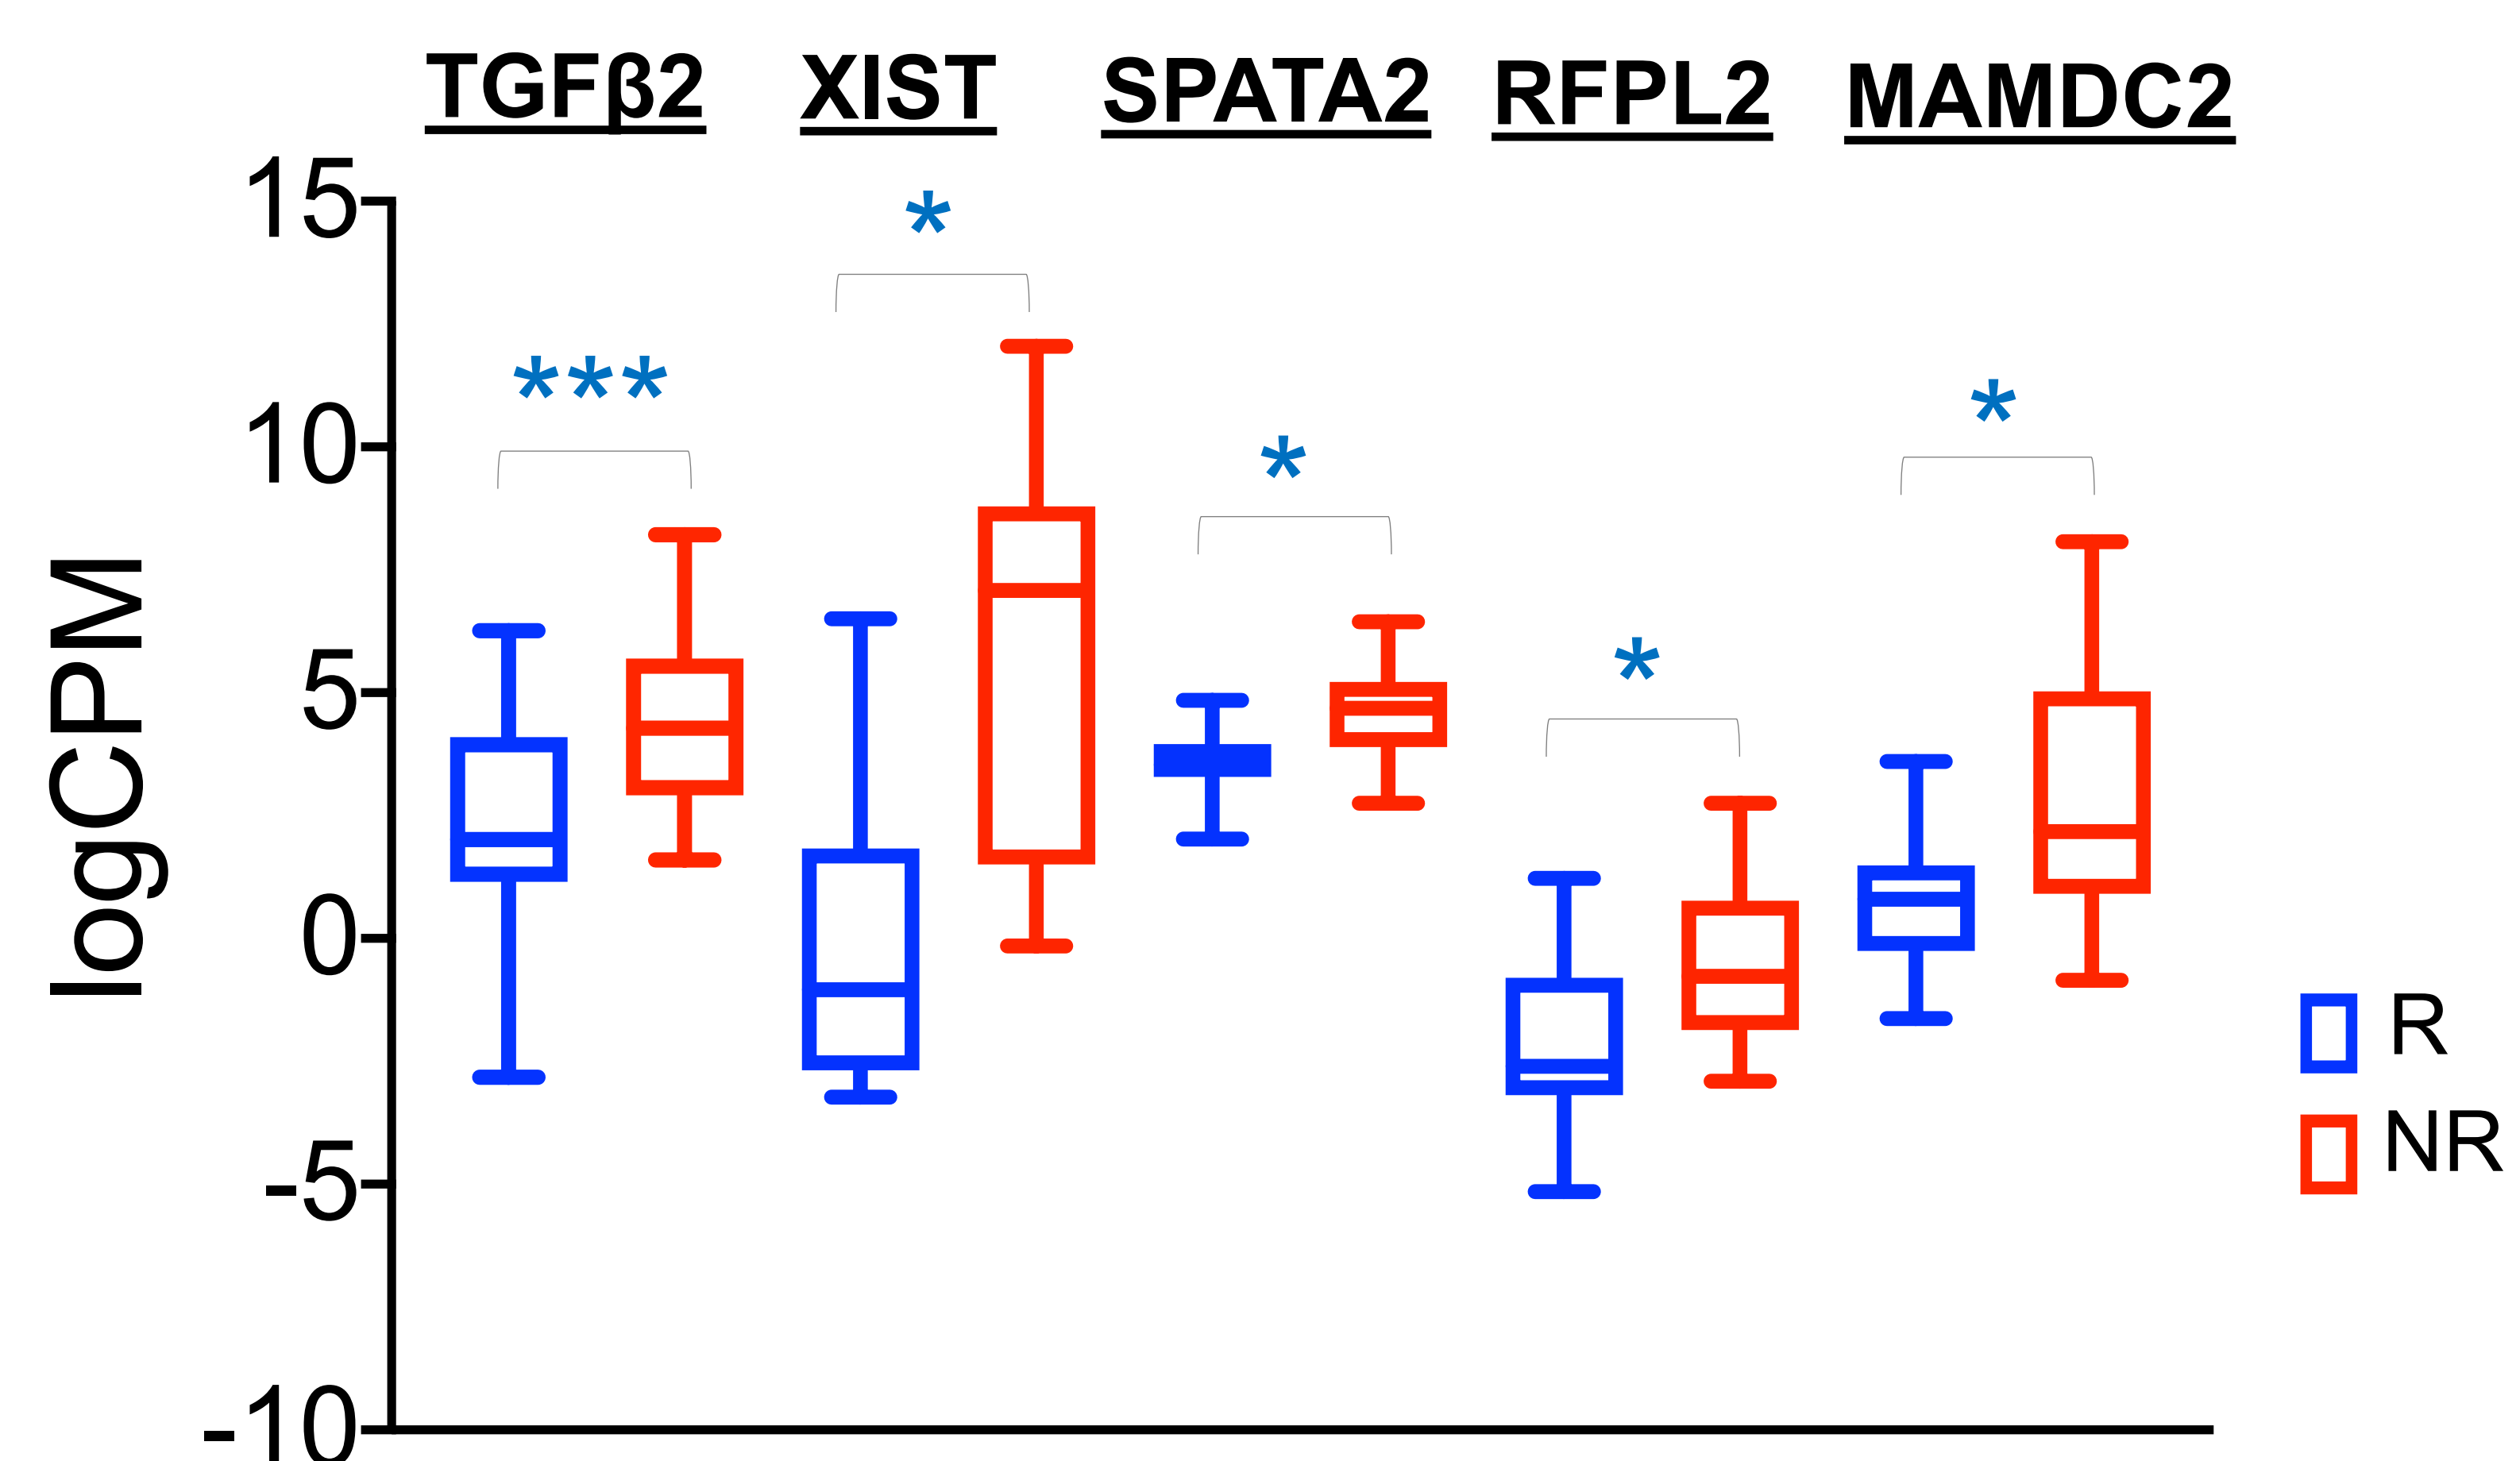 TGFβ2 XIST SPATA2 RFPL2 MAMDC2
15
***
*
*
*
*
10
5
0
-5
-10
logCPM
R
NR